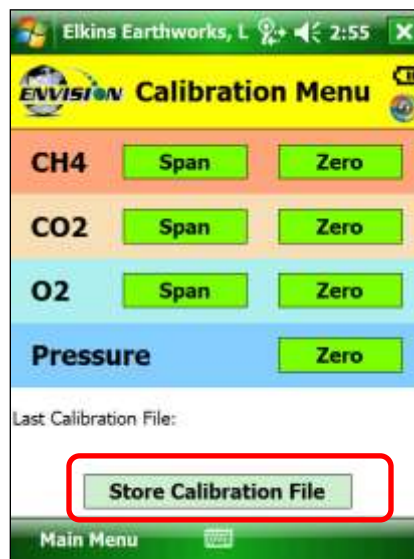 Elkins Earthworks, L 2:55
ENVISION Calibration Menu
CH4 Span Zero
CO2 Span Zero
O2 Span Zero
Pressure Zero
Last Calibration File:
Store Calibration File
Main Menu